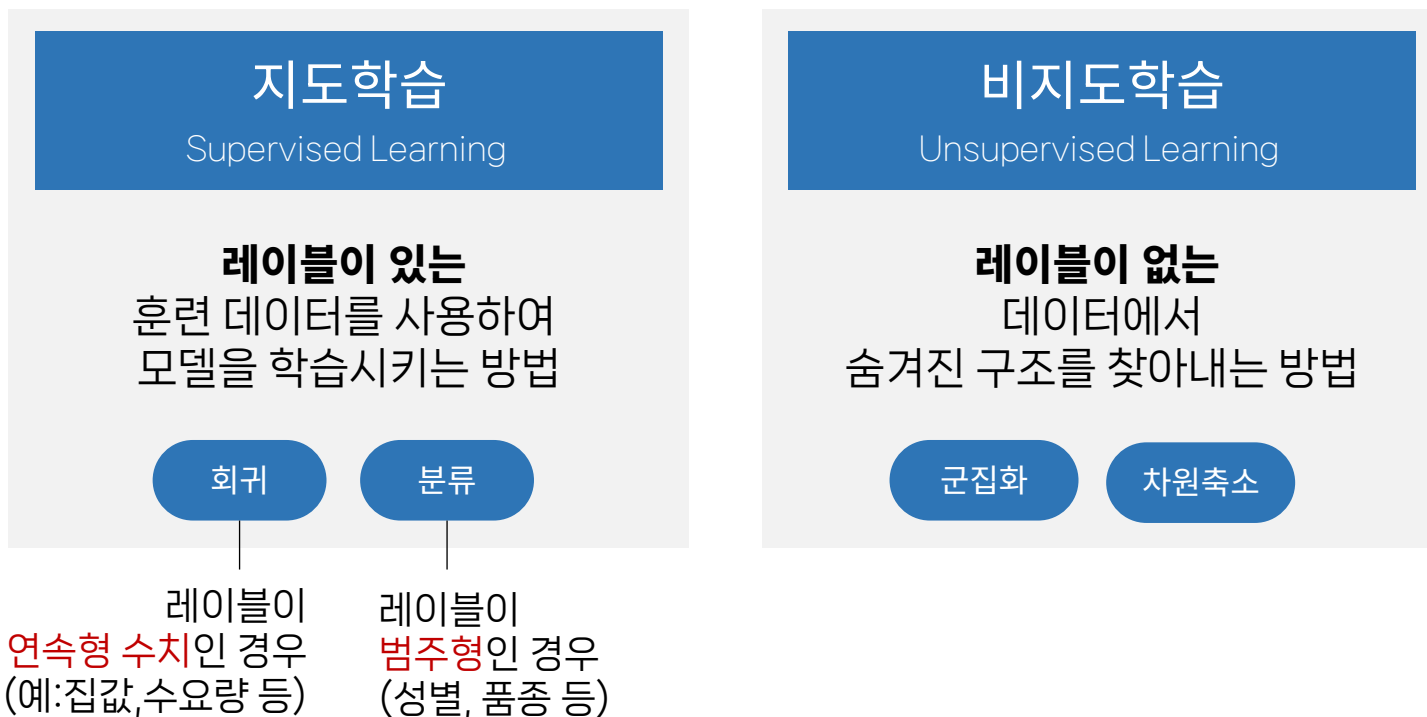 지도학습
Supervised Learning
레이블이 있는
훈련 데이터를 사용하여
모델을 학습시키는 방법
회귀
분류
레이블이
연속형 수치인 경우
(예:집값,수요량 등)
레이블이
범주형인 경우
(성별, 품종 등)
비지도학습
Unsupervised Learning
레이블이 없는
데이터에서
숨겨진 구조를 찾아내는 방법
군집화
차원축소